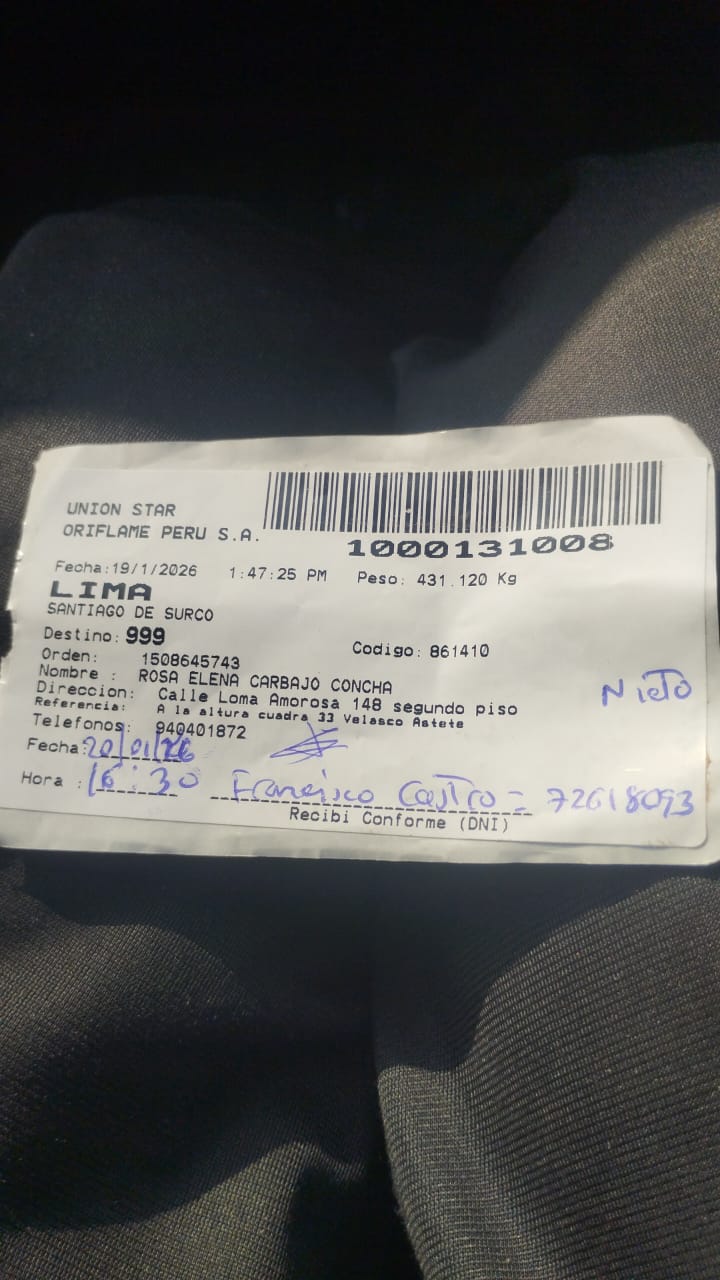 UNION STAR
ORIFLAME PERU S.A.
1000131008
Fecha:19/1/2026 1:47:25 PM Peso: 431.120 Kg
LIMA
SANTIAGO DE SURCO
Destino: 999 Codigo: 861410
Orden: 1508645743
Nombre : ROSA ELENA CARBAJO CONCHA
Direccion: Calle Loma Amorosa 148 segundo piso
Nieto
Referencia: A la altura cuadra 33 Velasco Astete
Telefonos: 940401872
Fecha: 20/01/26
Hora : 16:30 Francisco Castro = 72618093
Recibi Conforme (DNI)